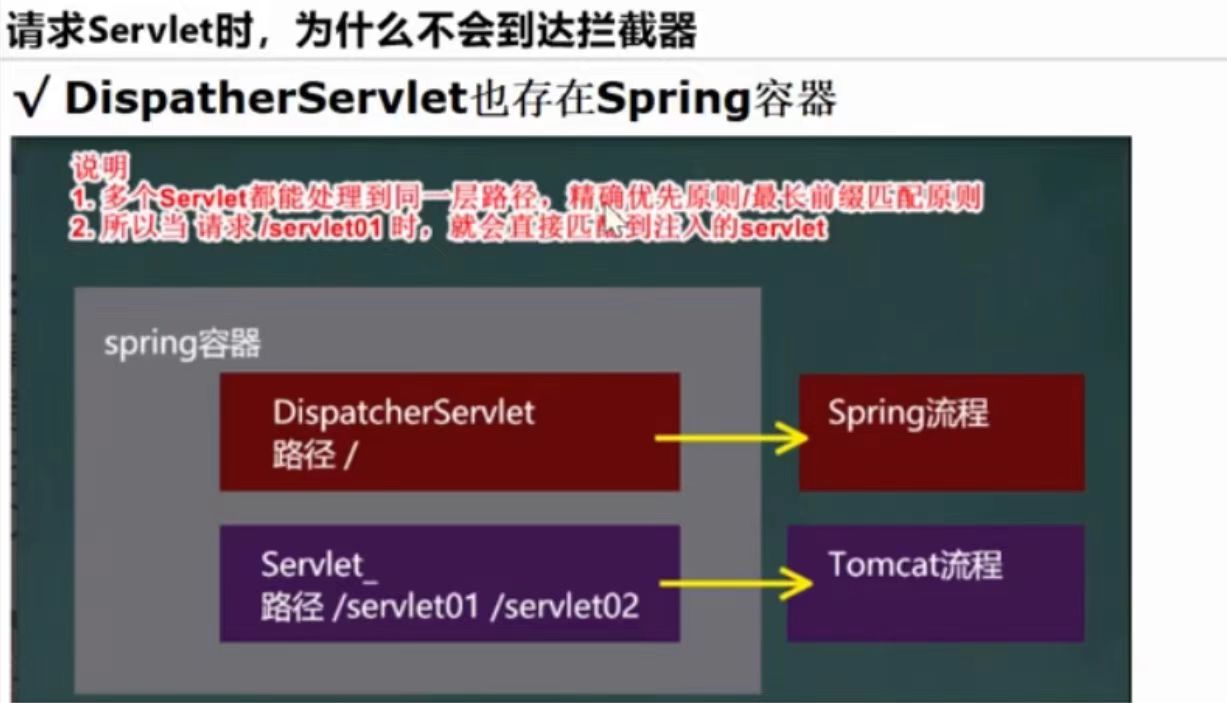 请求Servlet时，为什么不会到达拦截器
√ DispatherServlet也存在Spring容器
说明
1. 多个Servlet都能处理到同一层路径，精确优先原则/最长前缀匹配原则
2. 所以当 请求 /servlet01 时，就会直接匹配到注入的servlet
spring容器
DispatcherServlet
路径 /
Spring流程
Servlet_
路径 /servlet01 /servlet02
Tomcat流程